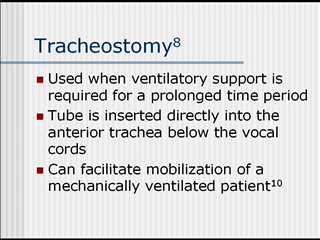 Tracheostomy⁸
■ Used when ventilatory support is
required for a prolonged time period
■ Tube is inserted directly into the
anterior trachea below the vocal
cords
■ Can facilitate mobilization of a
mechanically ventilated patient¹⁰